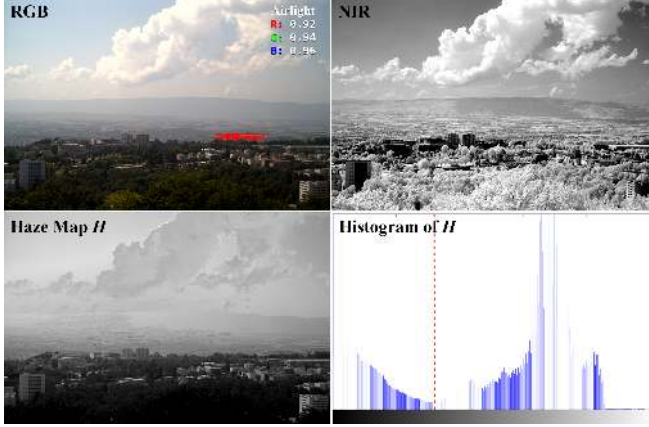 RGB
Airlight
R: 0.92
G: 0.94
B: 0.96
NIR
Haze Map H
Histogram of H